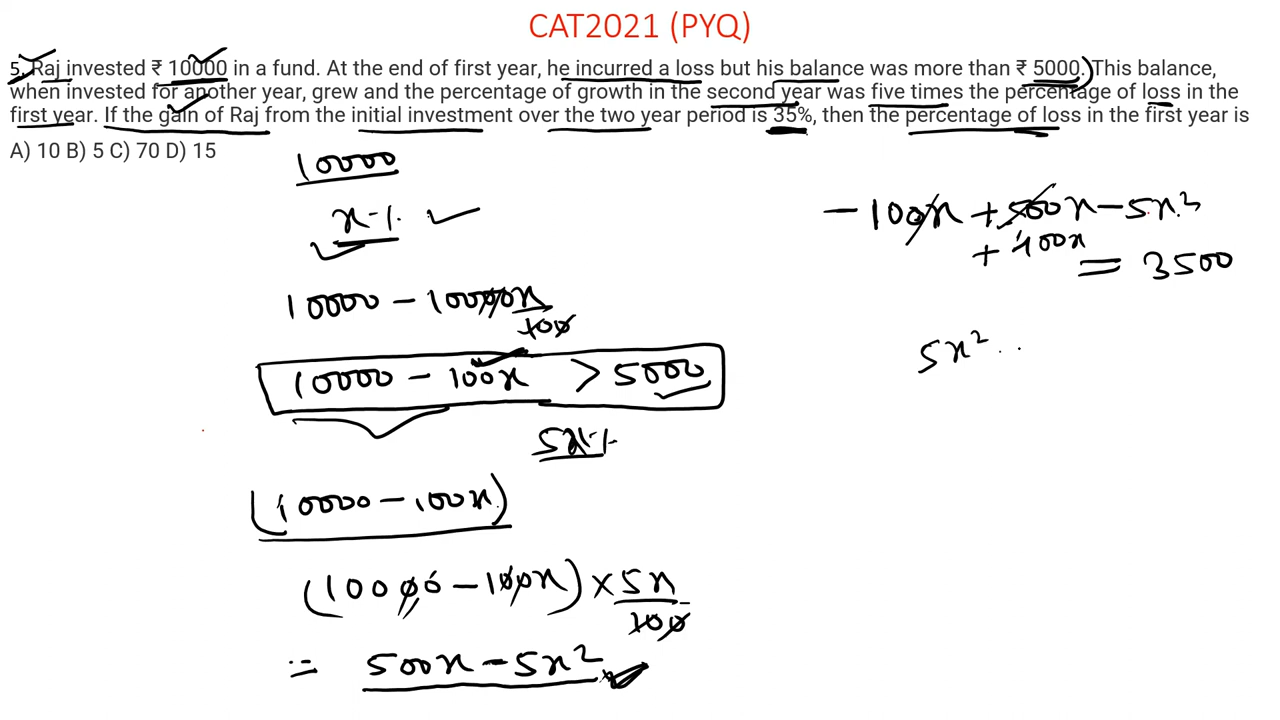 CAT2021 (PYQ)
5. Raj invested ₹ 10000 in a fund. At the end of first year, he incurred a loss but his balance was more than ₹ 5000. This balance,
when invested for another year, grew and the percentage of growth in the second year was five times the percentage of loss in the
first year. If the gain of Raj from the initial investment over the two year period is 35%, then the percentage of loss in the first year is
A) 10 B) 5 C) 70 D) 15
10000
x%
10000 - 10000x
100
10000 - 100x > 5000
5x%
(10000 - 100x)
(10000 - 100x) × 5x
100
= 500x - 5x²
- 100x + 500x - 5x²
+ 400x
= 3500
5x² ..